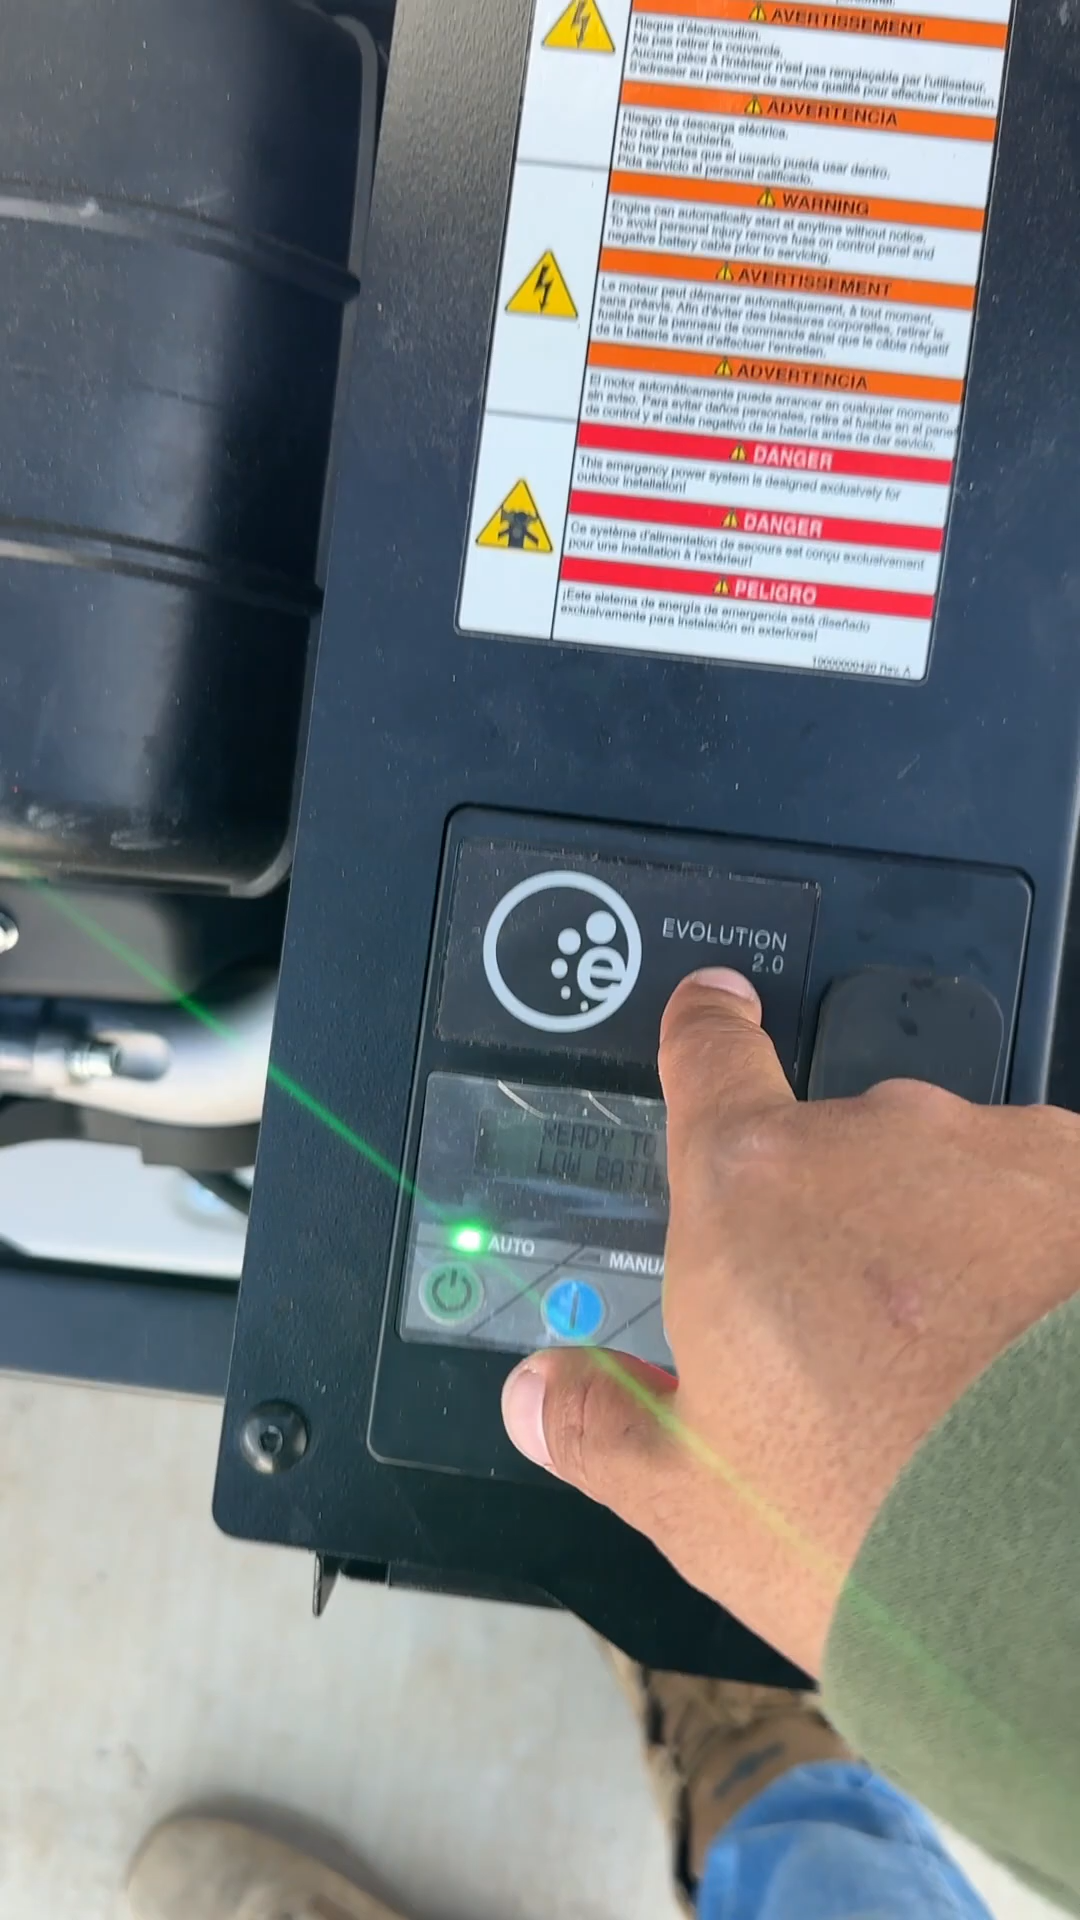 personnel.
AVERTISSEMENT
Risque d'électrocution.
Ne pas retirer le couvercle.
Aucune pièce à l'intérieur n'est pas remplaçable par l'utilisateur.
S'adresser au personnel de service qualifié pour effectuer l'entretien.
ADVERTENCIA
Riesgo de descarga eléctrica.
No retire la cubierta.
No hay partes que el usuario pueda usar dentro.
Pida servicio al personal calificado.
WARNING
Engine can automatically start at anytime without notice.
To avoid personal injury remove fuse on control panel and
negative battery cable prior to servicing.
AVERTISSEMENT
Le moteur peut démarrer automatiquement, à tout moment,
sans préavis. Afin d'éviter des blessures corporelles, retirer le
fusible sur le panneau de commande ainsi que le câble négatif
de la batterie avant d'effectuer l'entretien.
ADVERTENCIA
El motor automáticamente puede arrancar en cualquier momento
sin aviso. Para evitar daños personales, retire el fusible en el panel
de control y el cable negativo de la batería antes de dar sevicio.
DANGER
This emergency power system is designed exclusively for
outdoor installation!
DANGER
Ce système d'alimentation de secours est conçu exclusivement
pour une installation à l'extérieur!
PELIGRO
¡Este sistema de energía de emergencia está diseñado
exclusivamente para instalación en exteriores!
10000000420 Rev. A
e
EVOLUTION
2.0
READY TO
LOW BATTE
AUTO
MANUA